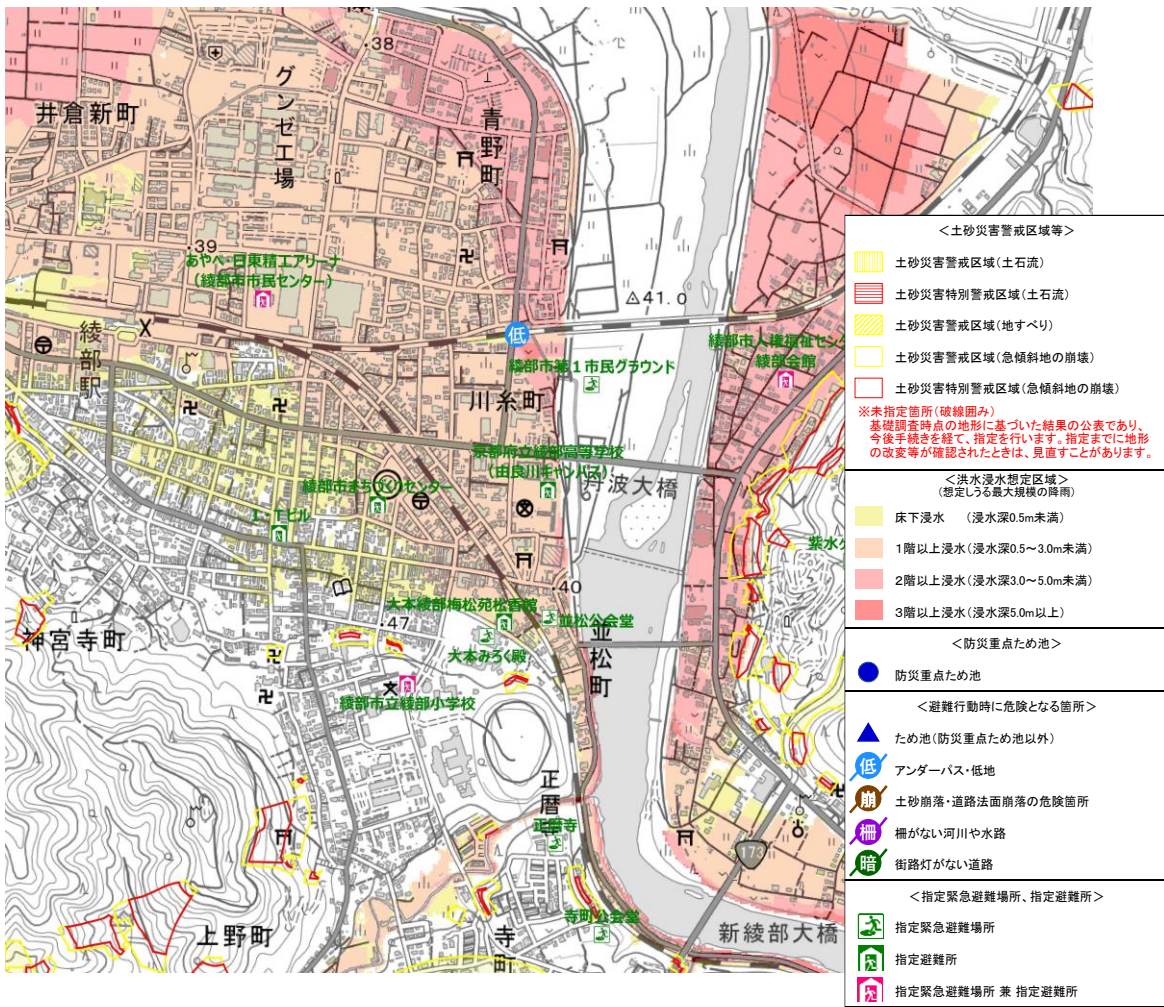 38
グンゼ工場
青野町
井倉新町
39
あやべ・日東精工アリーナ
(綾部市市民センター)
41.0
低
綾部駅
綾部市第1市民グラウンド
綾部市人権福祉センタ
綾部会館
川糸町
京都府立綾部高等学校
(由良川キャンパス)
綾部市まちづくりセンター
丹波大橋
I.Tビル
紫水ケ
40
大本綾部梅松苑松香館
並松公会堂
47
神宮寺町
大本みろく殿
並松町
綾部市立綾部小学校
正暦寺
正暦寺
173
上野町
寺町公会堂
寺町
新綾部大橋
<土砂災害警戒区域等>
土砂災害警戒区域(土石流)
土砂災害特別警戒区域(土石流)
土砂災害警戒区域(地すべり)
土砂災害警戒区域(急傾斜地の崩壊)
土砂災害特別警戒区域(急傾斜地の崩壊)
※未指定箇所(破線囲み)
基礎調査時点の地形に基づいた結果の公表であり、
今後手続きを経て、指定を行います。指定までに地形
の改変等が確認されたときは、見直すことがあります。
<洪水浸水想定区域>
(想定しうる最大規模の降雨)
床下浸水 (浸水深0.5m未満)
1階以上浸水(浸水深0.5~3.0m未満)
2階以上浸水(浸水深3.0~5.0m未満)
3階以上浸水(浸水深5.0m以上)
<防災重点ため池>
防災重点ため池
<避難行動時に危険となる箇所>
ため池(防災重点ため池以外)
低 アンダーパス・低地
崩 土砂崩落・道路法面崩落の危険箇所
柵 柵がない河川や水路
暗 街路灯がない道路
<指定緊急避難場所、指定避難所>
指定緊急避難場所
指定避難所
指定緊急避難場所 兼 指定避難所